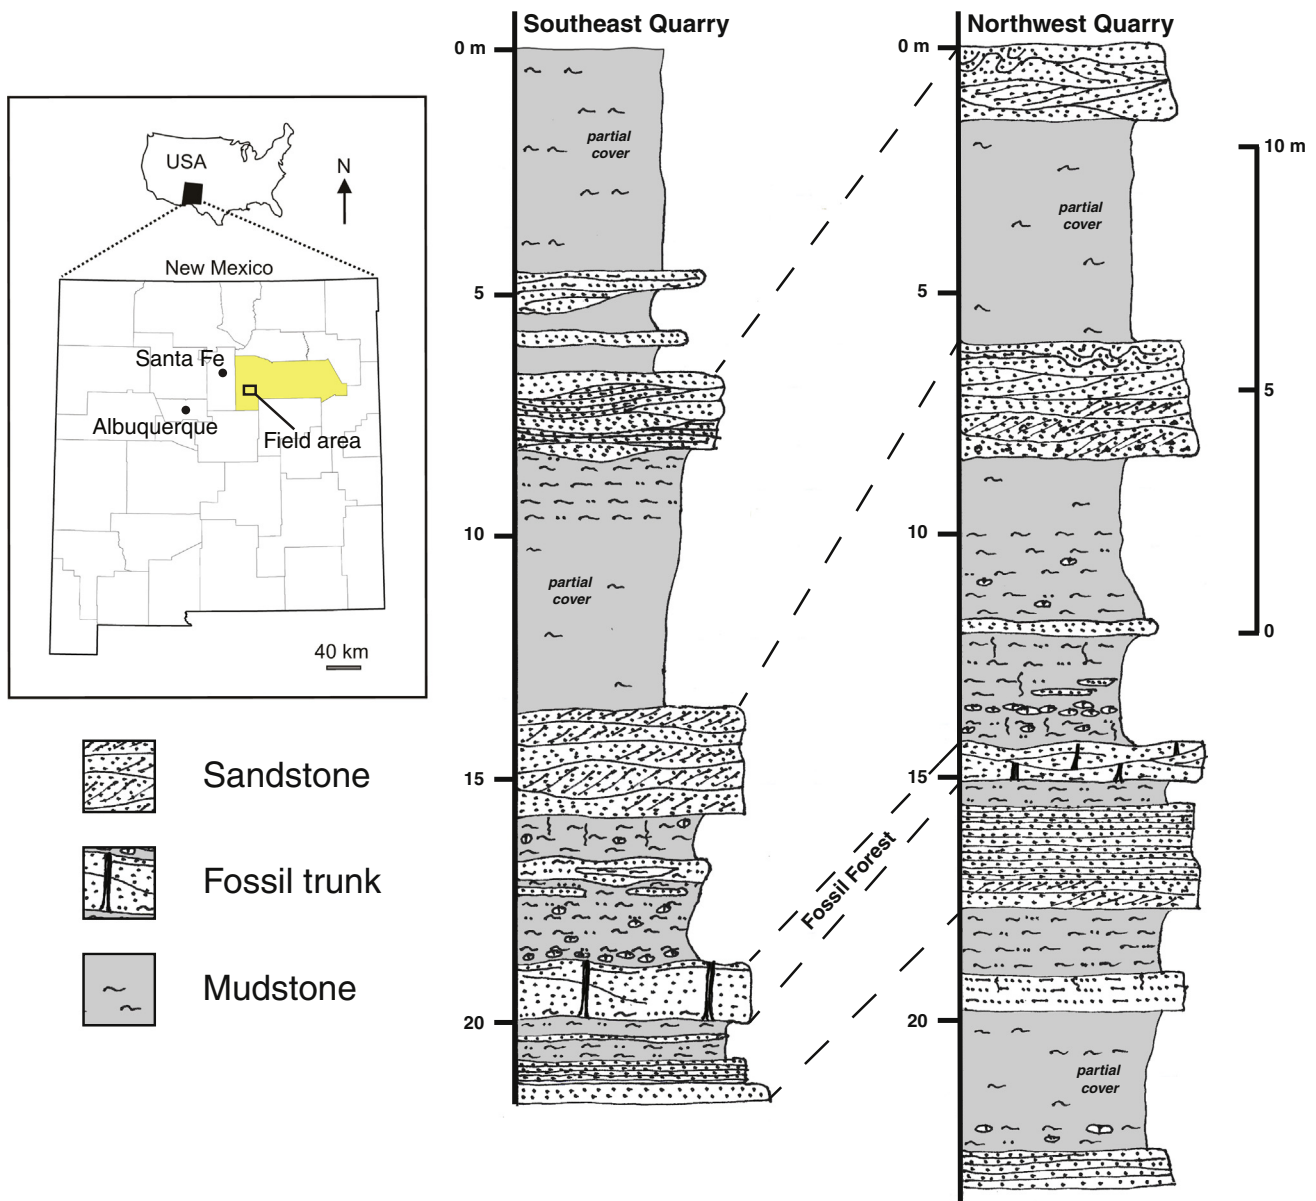 USA
N
New Mexico
Santa Fe
Albuquerque
Field area
40 km
Sandstone
Fossil trunk
Mudstone
Southeast Quarry
0 m
partial
cover
5
10
partial
cover
15
20
Fossil Forest
Northwest Quarry
0 m
partial
cover
5
10
15
20
partial
cover
10 m
5
0